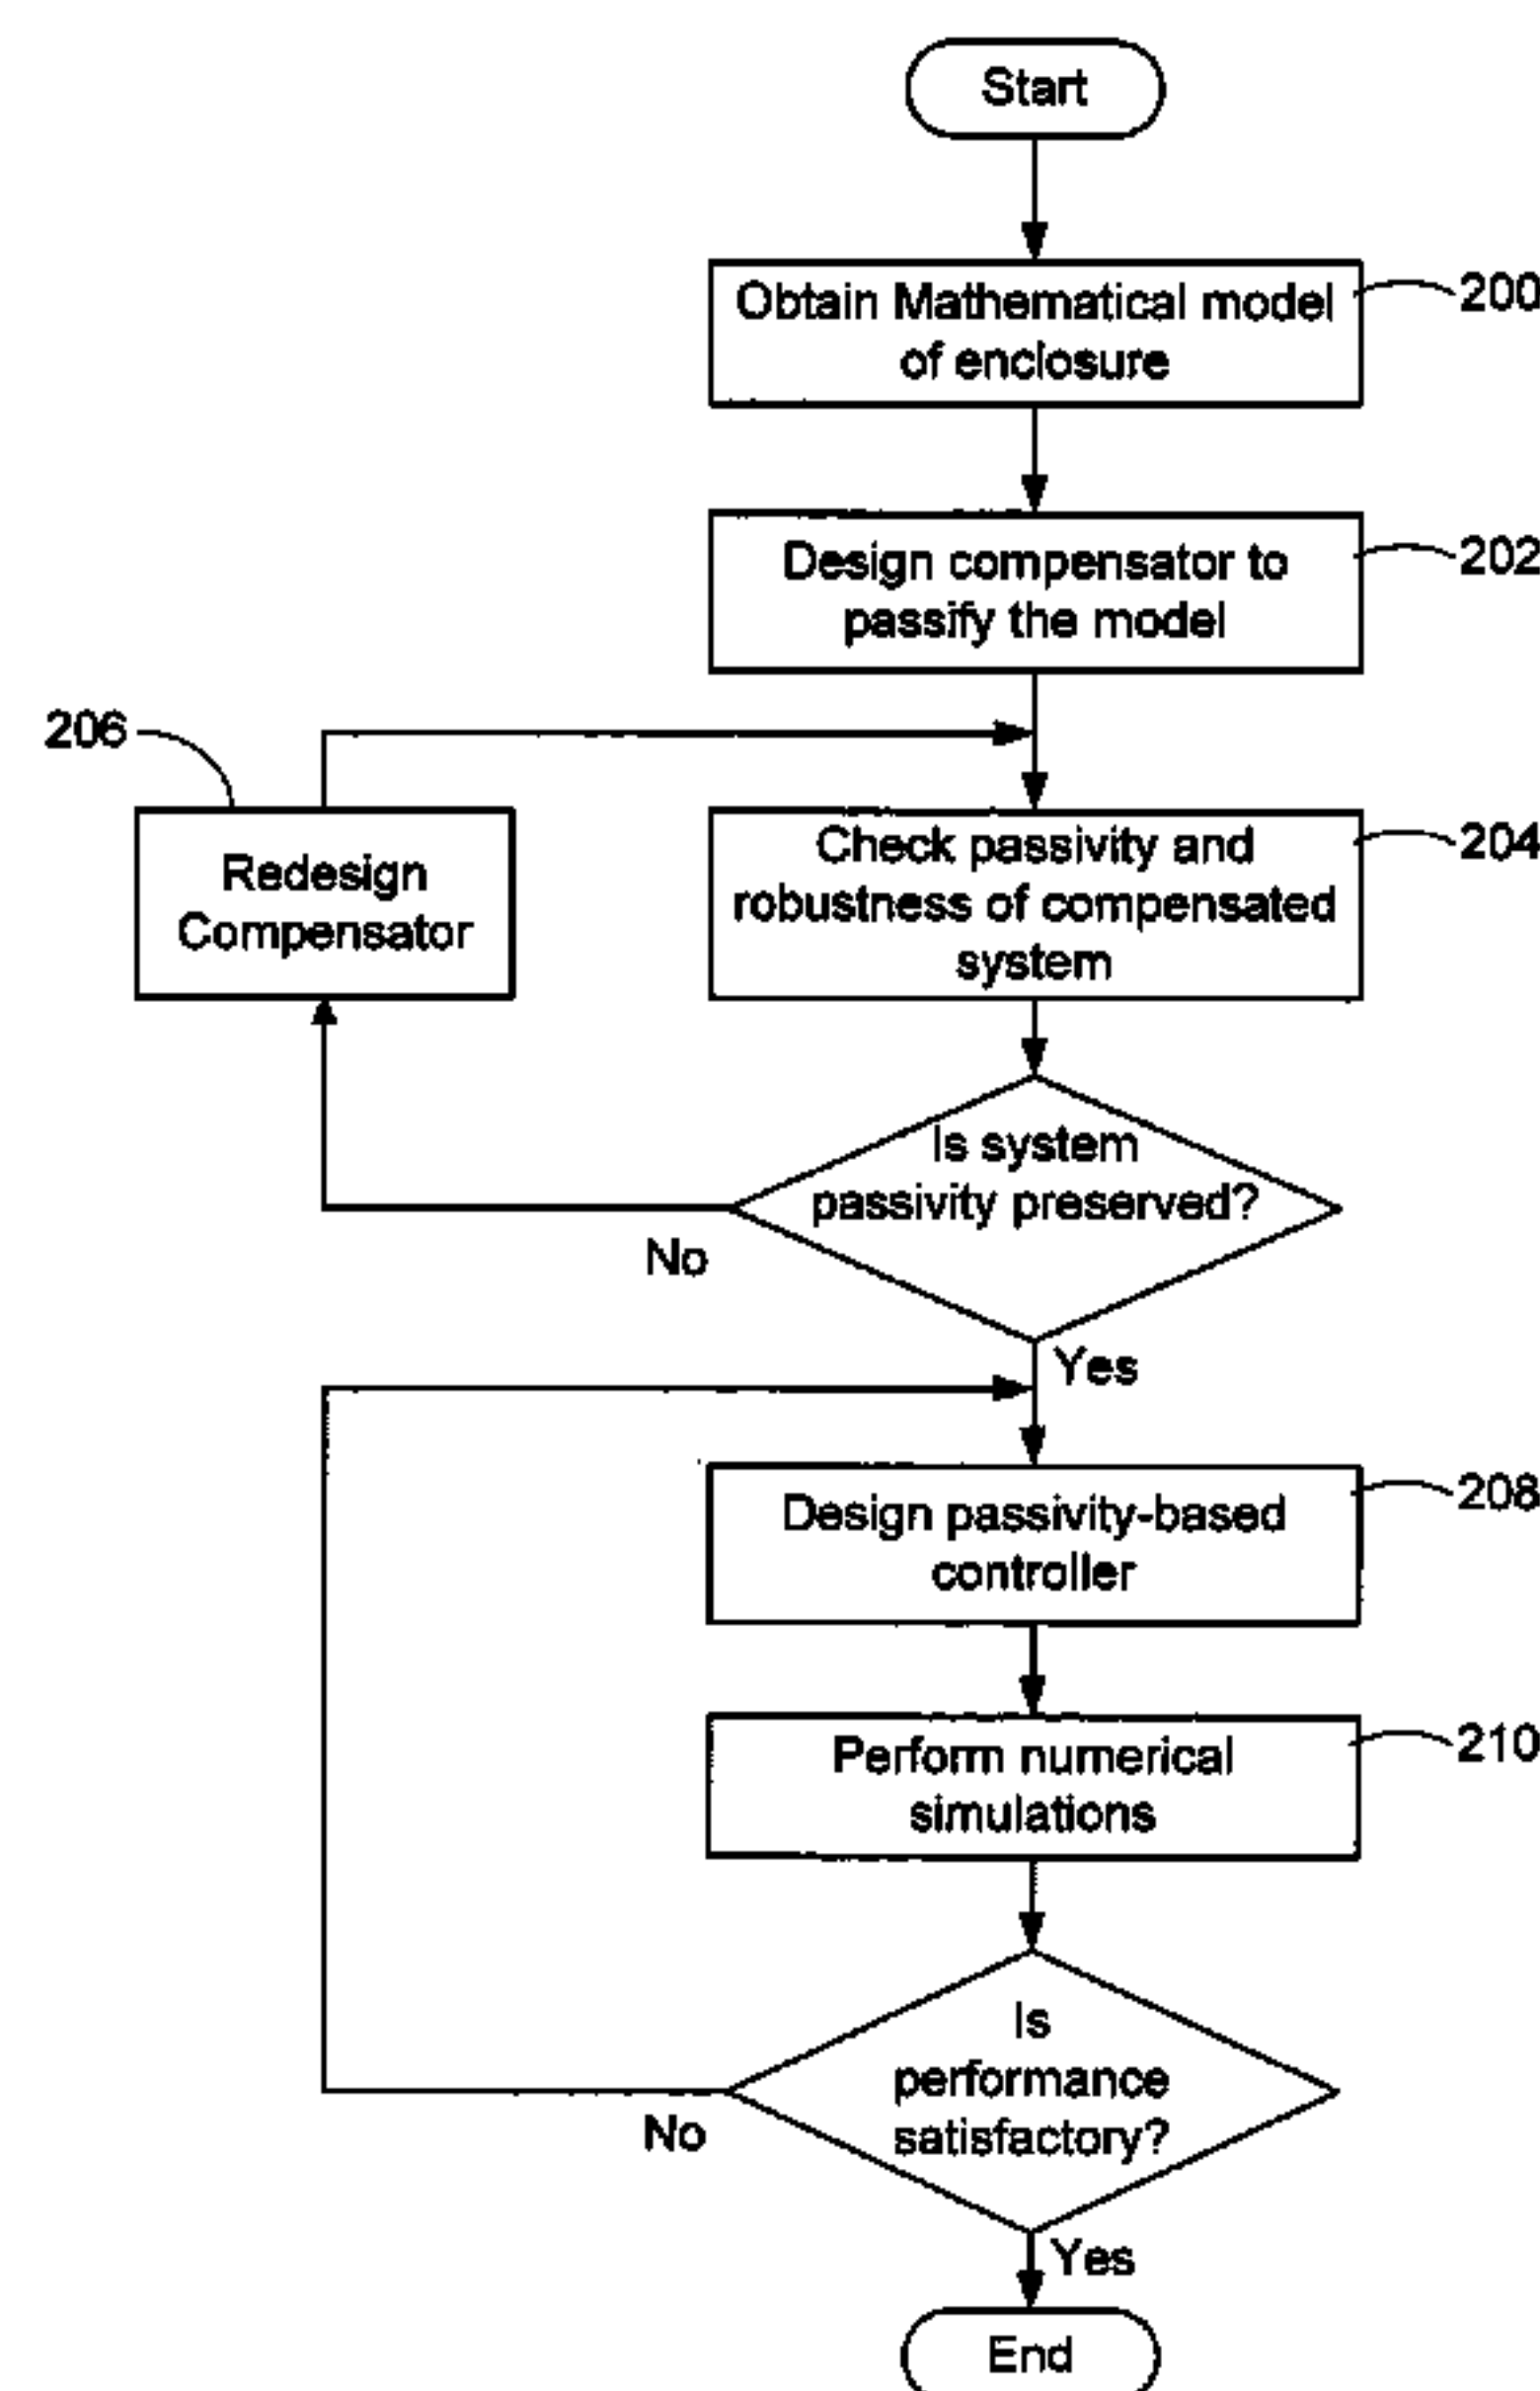 Start
Obtain Mathematical model
of enclosure
200
Design compensator to
passify the model
202
206
Redesign
Compensator
Check passivity and
robustness of compensated
system
204
Is system
passivity preserved?
No
Yes
Design passivity-based
controller
208
Perform numerical
simulations
210
Is
performance
satisfactory?
No
Yes
End